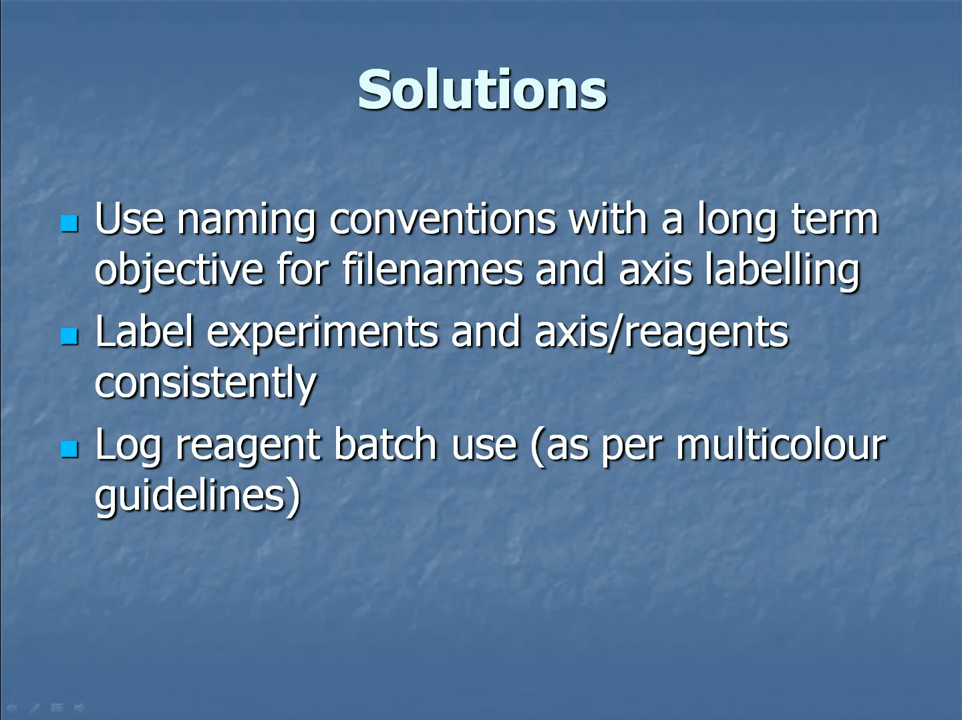 Solutions
Use naming conventions with a long term
objective for filenames and axis labelling
Label experiments and axis/reagents
consistently
Log reagent batch use (as per multicolour
guidelines)